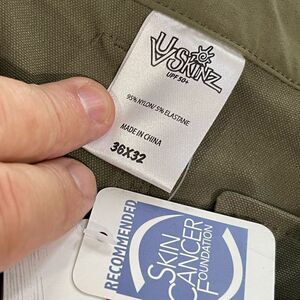 UV SKINZ
UPF 50+
95% NYLON/ 5% ELASTANE
MADE IN CHINA
36X32
RECOMMENDED
SKIN
CANCER
FOUNDATION